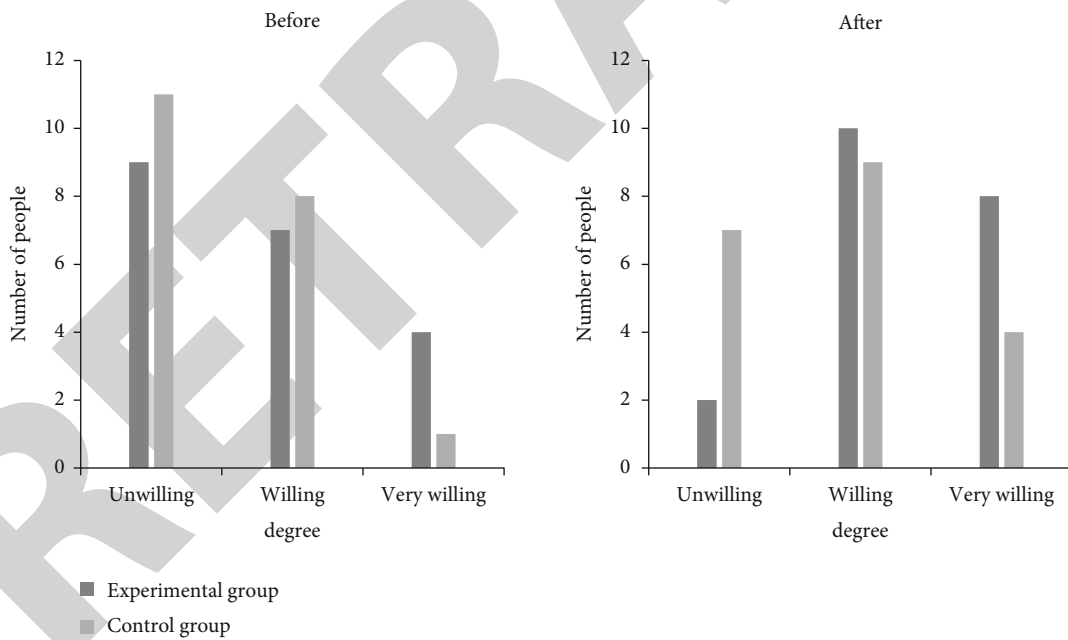 Before
12
10
8
6
4
2
0
Number of people
Unwilling Willing Very willing
degree
After
12
10
8
6
4
2
0
Number of people
Unwilling Willing Very willing
degree
Experimental group
Control group
RETRA